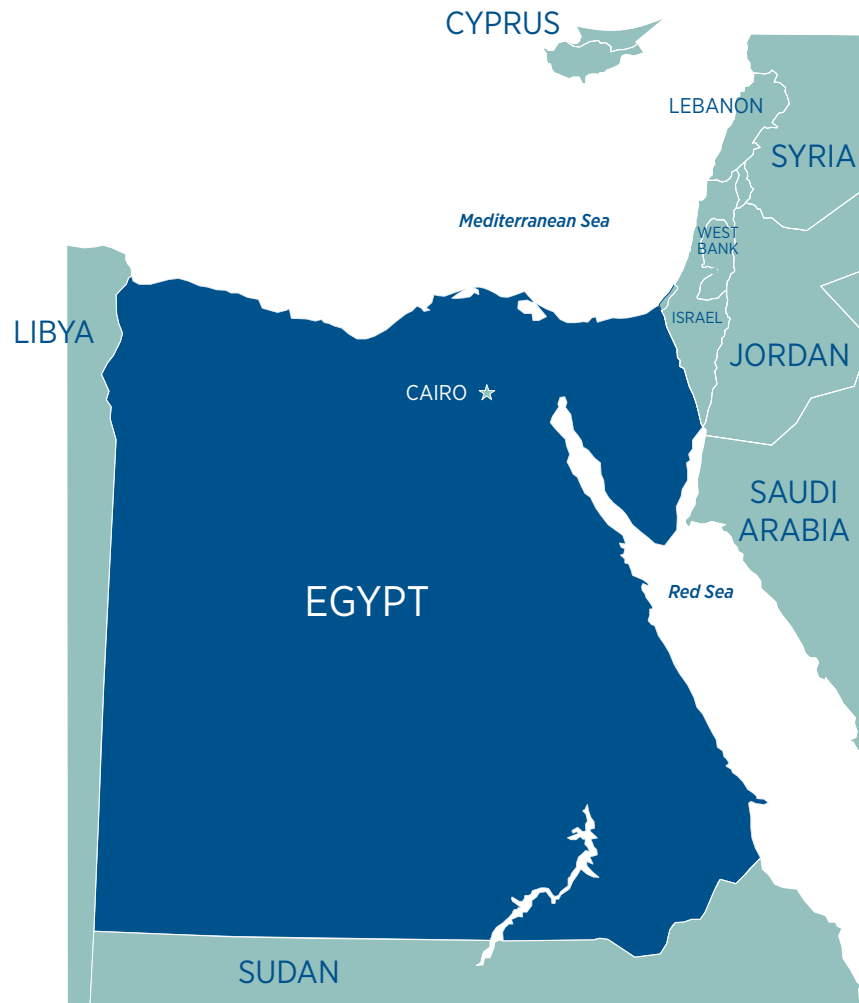 CYPRUS
LEBANON
SYRIA
Mediterranean Sea
WEST
BANK
ISRAEL
LIBYA
JORDAN
CAIRO
SAUDI
ARABIA
EGYPT
Red Sea
SUDAN